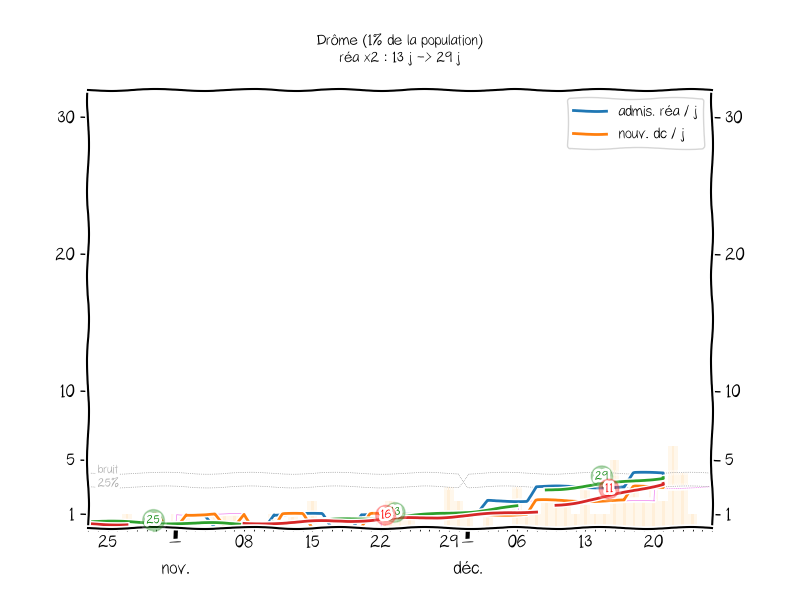 Drôme (1% de la population)
réa x2 : 13 j -> 29 j
admis. réa / j
nouv. dc / j
30 30
20 20
10 10
5 5
1 1
bruit
25%
25 16 3 29 11
25 08 15 22 29 06 13 20
nov. déc.